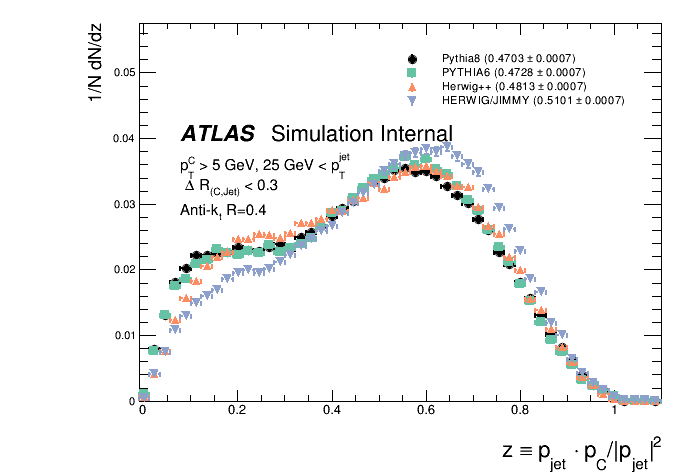 1/N dN/dz
Pythia8 (0.4703 ± 0.0007)
PYTHIA6 (0.4728 ± 0.0007)
Herwig++ (0.4813 ± 0.0007)
HERWIG/JIMMY (0.5101 ± 0.0007)
ATLAS Simulation Internal
p_T^C > 5 GeV, 25 GeV < p_T^jet
Δ R_(C,Jet) < 0.3
Anti-k_t R=0.4
0.05
0.04
0.03
0.02
0.01
0
0 0.2 0.4 0.6 0.8 1
z ≡ p_jet · p_C/|p_jet|^2